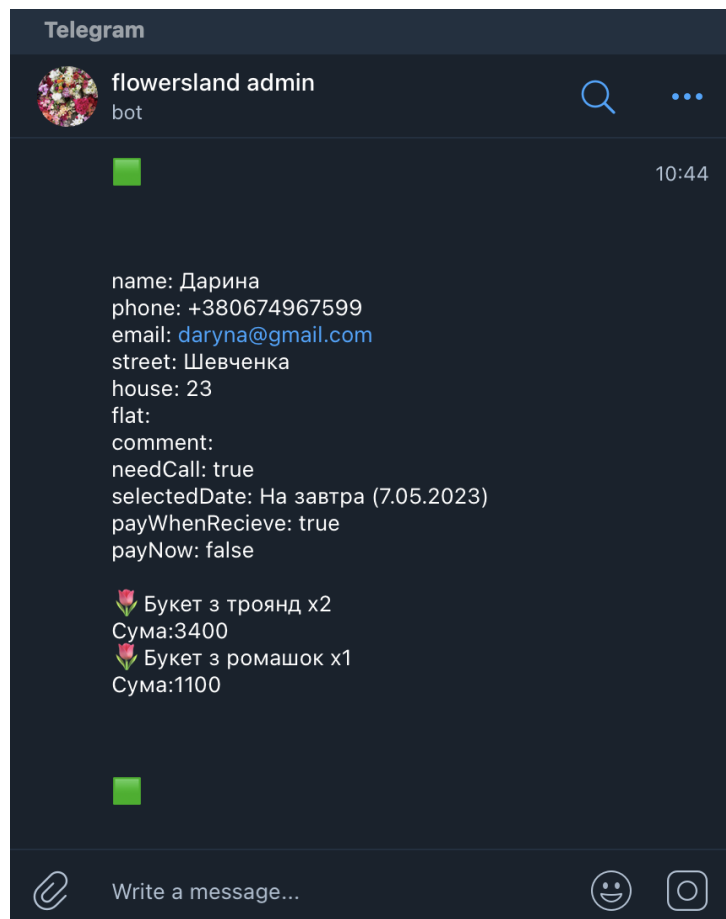 Telegram
flowersland admin
bot
10:44
name: Дарина
phone: +380674967599
email: daryna@gmail.com
street: Шевченка
house: 23
flat:
comment:
needCall: true
selectedDate: На завтра (7.05.2023)
payWhenRecieve: true
payNow: false
🌷 Букет з троянд x2
Сума:3400
🌷 Букет з ромашок x1
Сума:1100
Write a message...